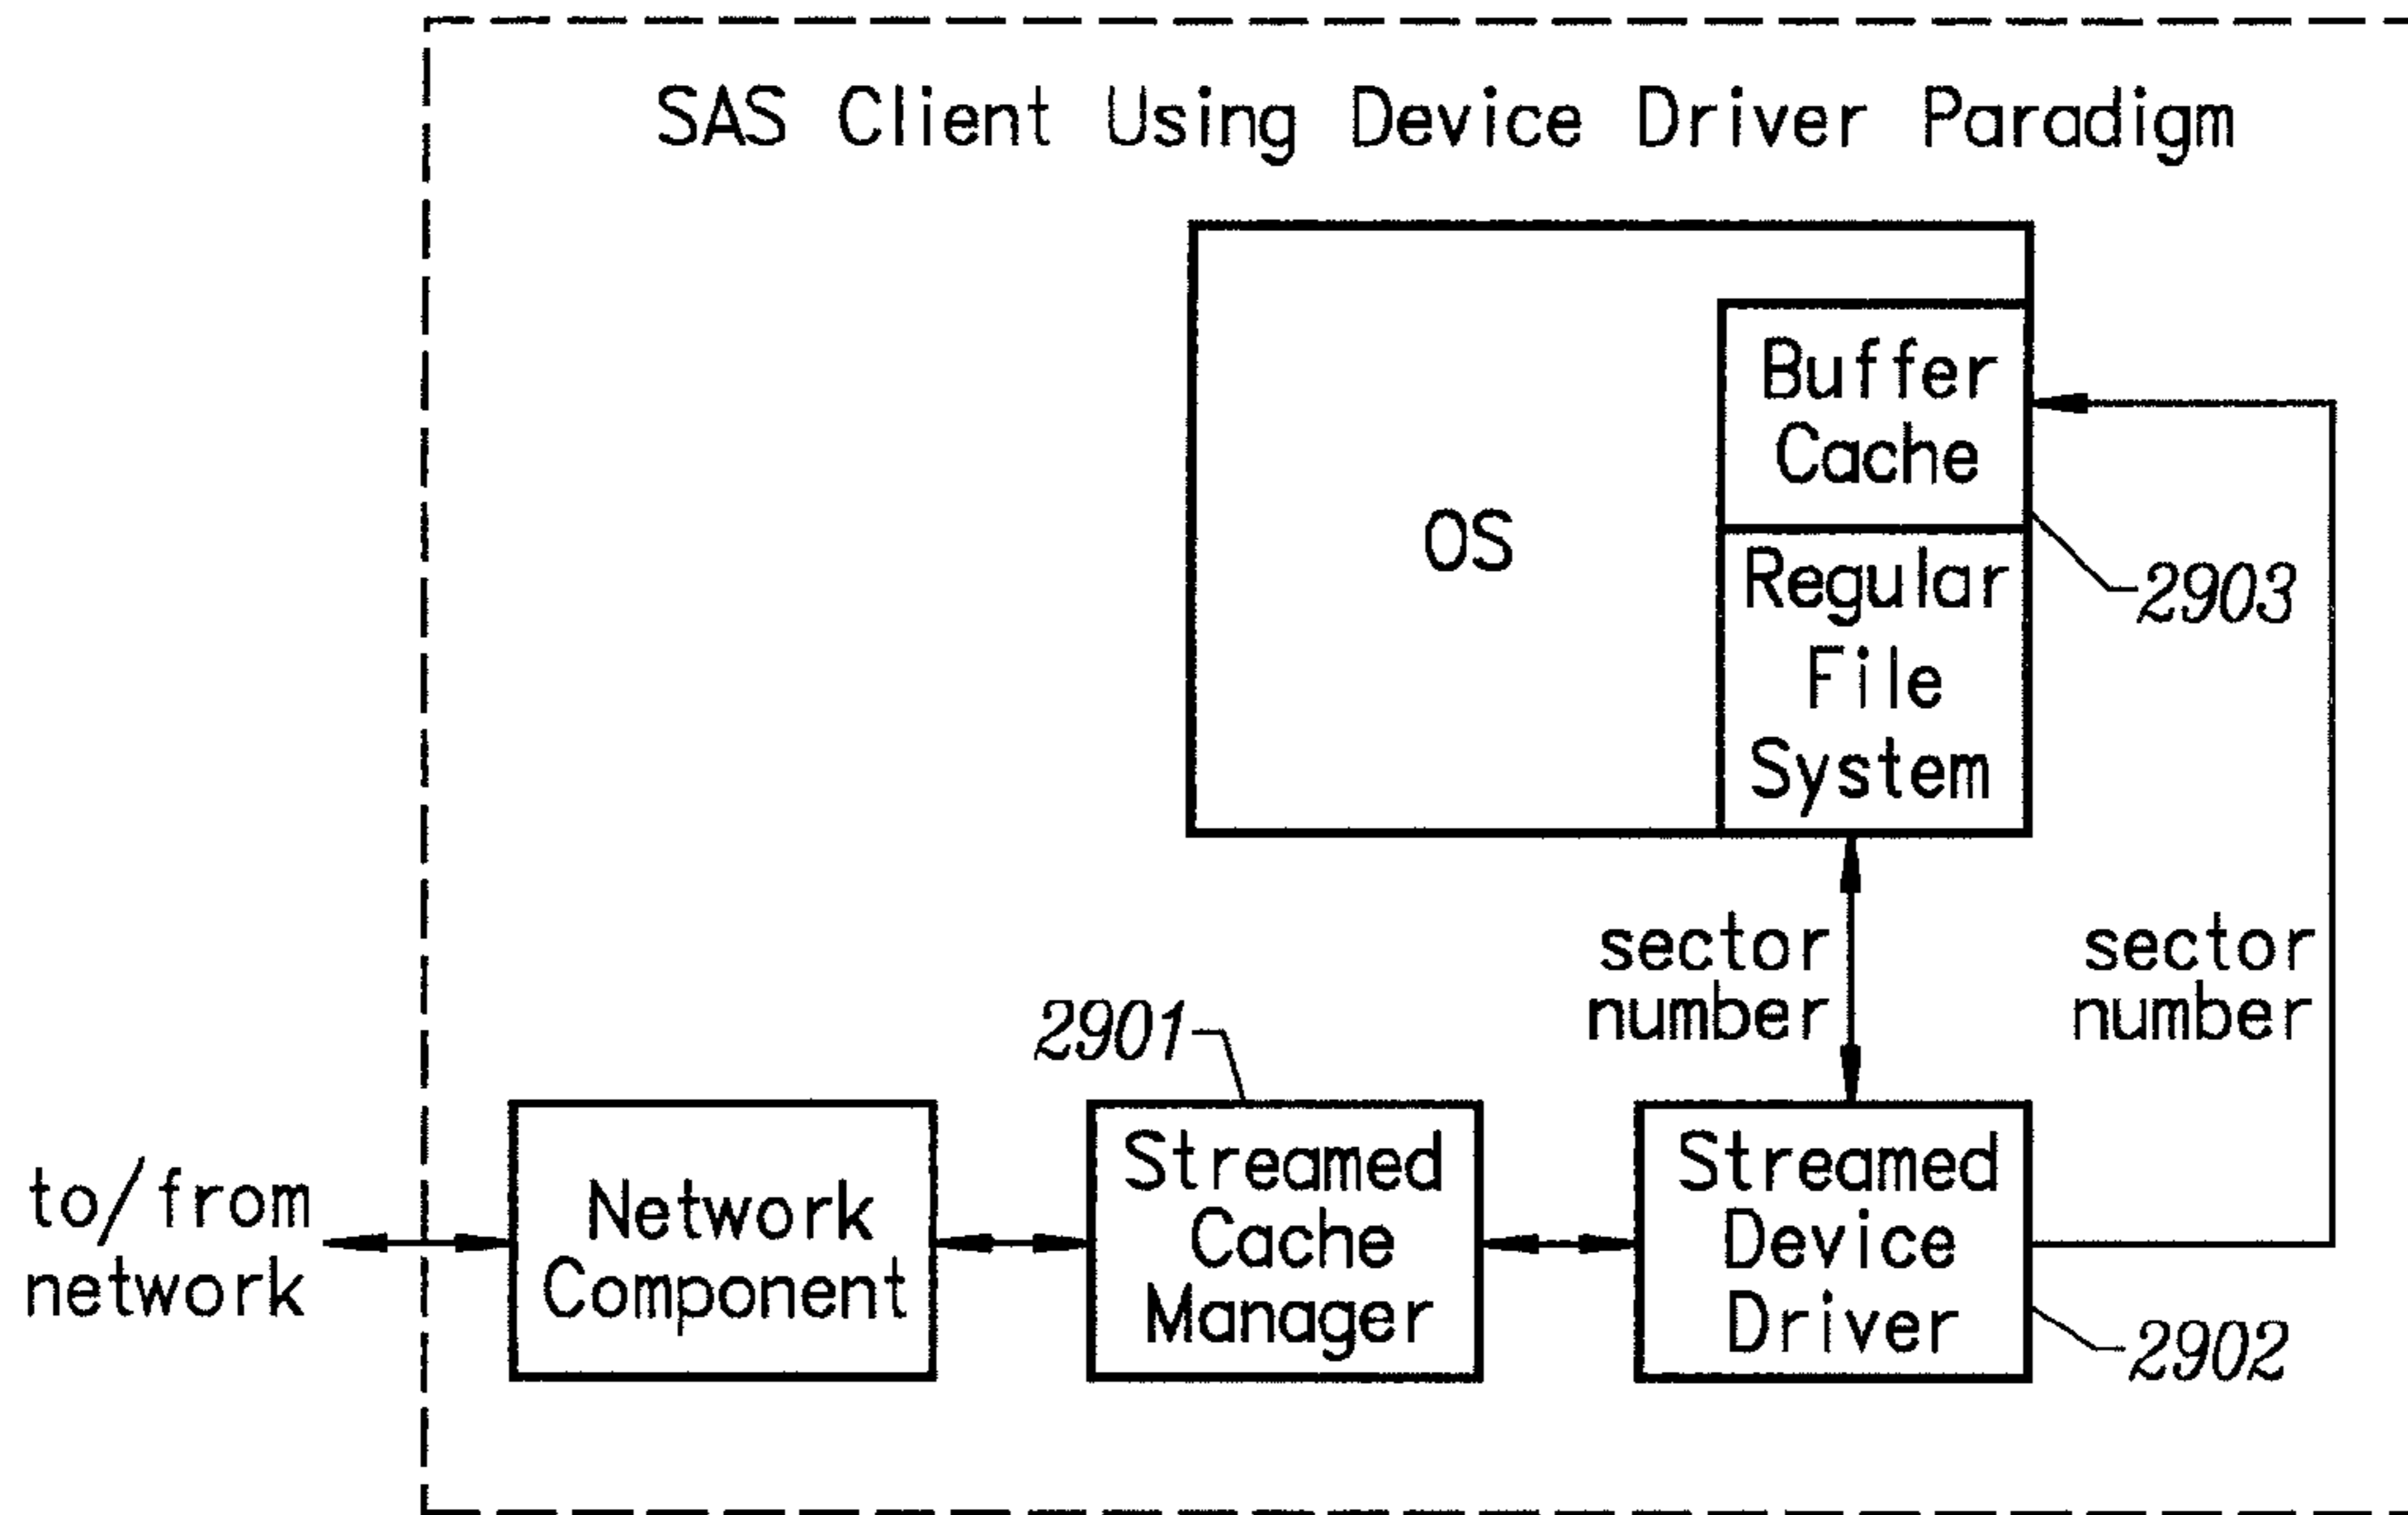 SAS Client Using Device Driver Paradigm
Buffer
Cache
OS
2903
Regular
File
System
sector
number
sector
number
2901
to/from
network
Network
Component
Streamed
Cache
Manager
Streamed
Device
Driver
2902